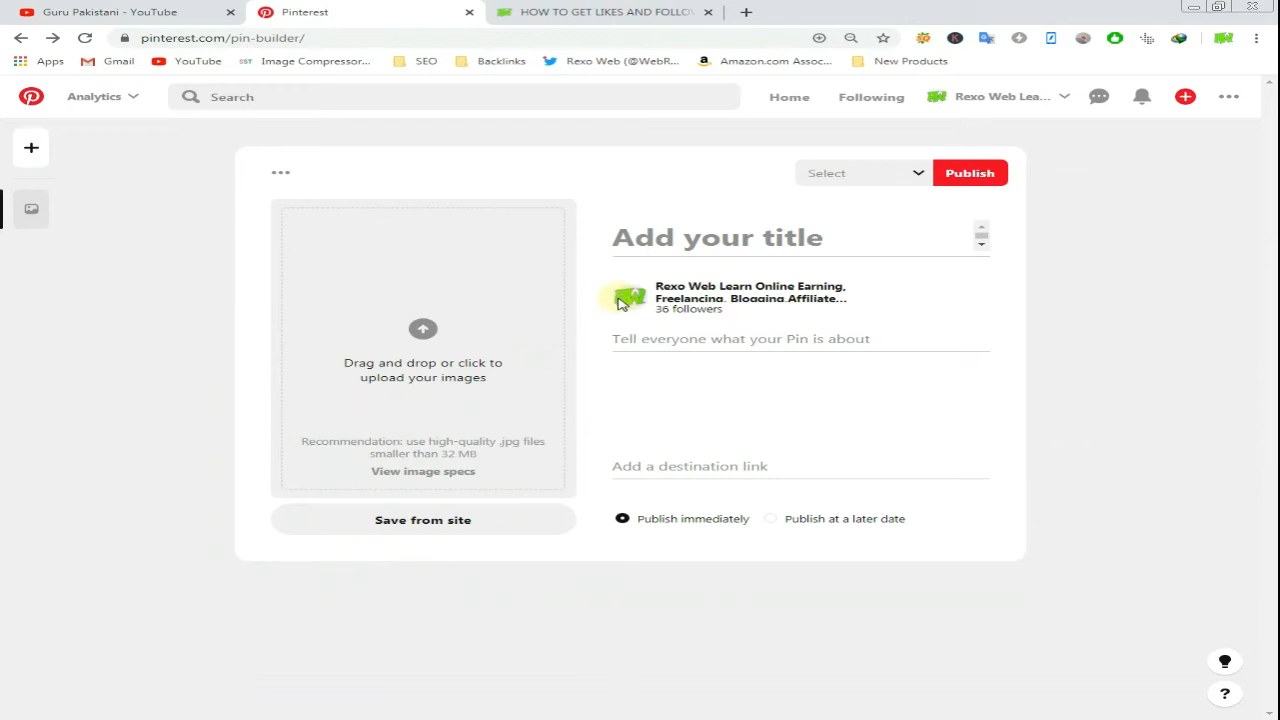 Guru Pakistani - YouTube
Pinterest
HOW TO GET LIKES AND FOLLO
pinterest.com/pin-builder/
Apps
Gmail
YouTube
SST Image Compressor...
SEO
Backlinks
Rexo Web (@WebR...
Amazon.com Assoc...
New Products
Analytics
Search
Home
Following
Rexo Web Lea...
Select
Publish
Add your title
Rexo Web Learn Online Earning,
Freelancing, Blogging,Affiliate...
36 followers
Tell everyone what your Pin is about
Drag and drop or click to
upload your images
Recommendation: use high-quality .jpg files
smaller than 32 MB
View image specs
Add a destination link
Save from site
Publish immediately
Publish at a later date
?